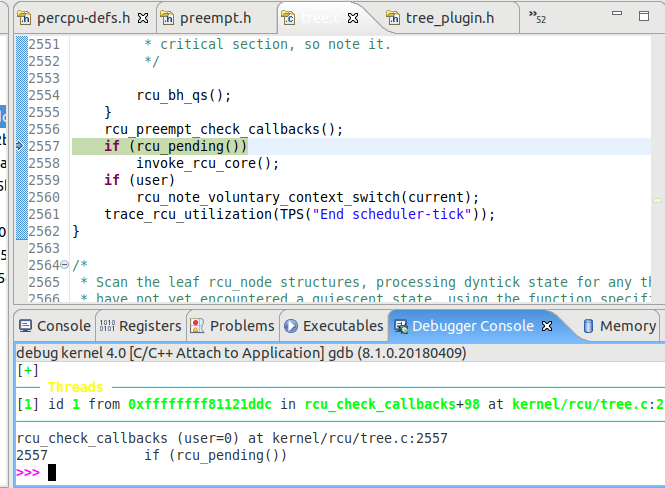 percpu-defs.h preempt.h tree.c tree_plugin.h »52
2551 * critical section, so note it.
2552 */
2553
2554 rcu_bh_qs();
2555 }
2556 rcu_preempt_check_callbacks();
2557 if (rcu_pending())
2558 invoke_rcu_core();
2559 if (user)
2560 rcu_note_voluntary_context_switch(current);
2561 trace_rcu_utilization(TPS("End scheduler-tick"));
2562 }
2563
2564 /*
2565 * Scan the leaf rcu_node structures, processing dyntick state for any th
2566 * have not yet encountered a quiescent state, using the function specif
Console Registers Problems Executables Debugger Console Memory
debug kernel 4.0 [C/C++ Attach to Application] gdb (8.1.0.20180409)
[+]
Threads
[1] id 1 from 0xffffffff81121ddc in rcu_check_callbacks+98 at kernel/rcu/tree.c:2
rcu_check_callbacks (user=0) at kernel/rcu/tree.c:2557
2557 if (rcu_pending())
>>>